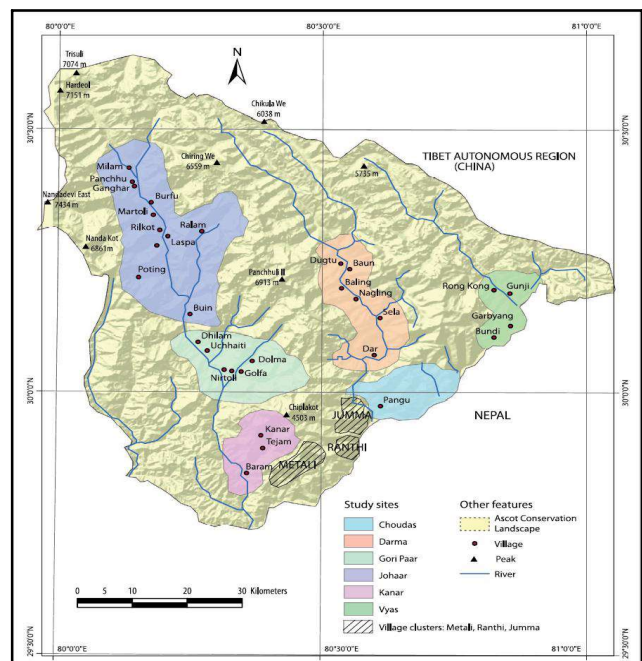 80°0'0"E
80°30'0"E
81°0'0"E
Trisuli
7074 m
Hardeol
7151 m
N
Chikula We
6038 m
30°30'0"N
30°30'0"N
Chiring We
6559 m
5735 m
TIBET AUTONOMOUS REGION
(CHINA)
Milam
Panchhu
Ganghar
Nandadevi East
7434 m
Burfu
Martoli
Rilkot
Ralam
Laspa
Nanda Kot
6861m
Dugtu
Baun
Poting
Panchhuli II
6913 m
Baling
Nagling
Rong Kong
Gunji
Sela
Garbyang
Buin
Bundi
Dhilam
Uchhaiti
Dar
Dolma
Nirtoli
Golfa
30°0'0"N
30°0'0"N
Pangu
Chiplakot
4503 m
JUMMA
NEPAL
Kanar
Tejam
RANTHI
METALI
Baram
Study sites
Choudas
Darma
Gori Paar
Johaar
Kanar
Vyas
Village clusters: Metali, Ranthi, Jumma
Other features
Ascot Conservation
Landscape
Village
Peak
River
0 10 20 30 Kilometers
29°30'0"N
29°30'0"N
80°0'0"E
80°30'0"E
81°0'0"E